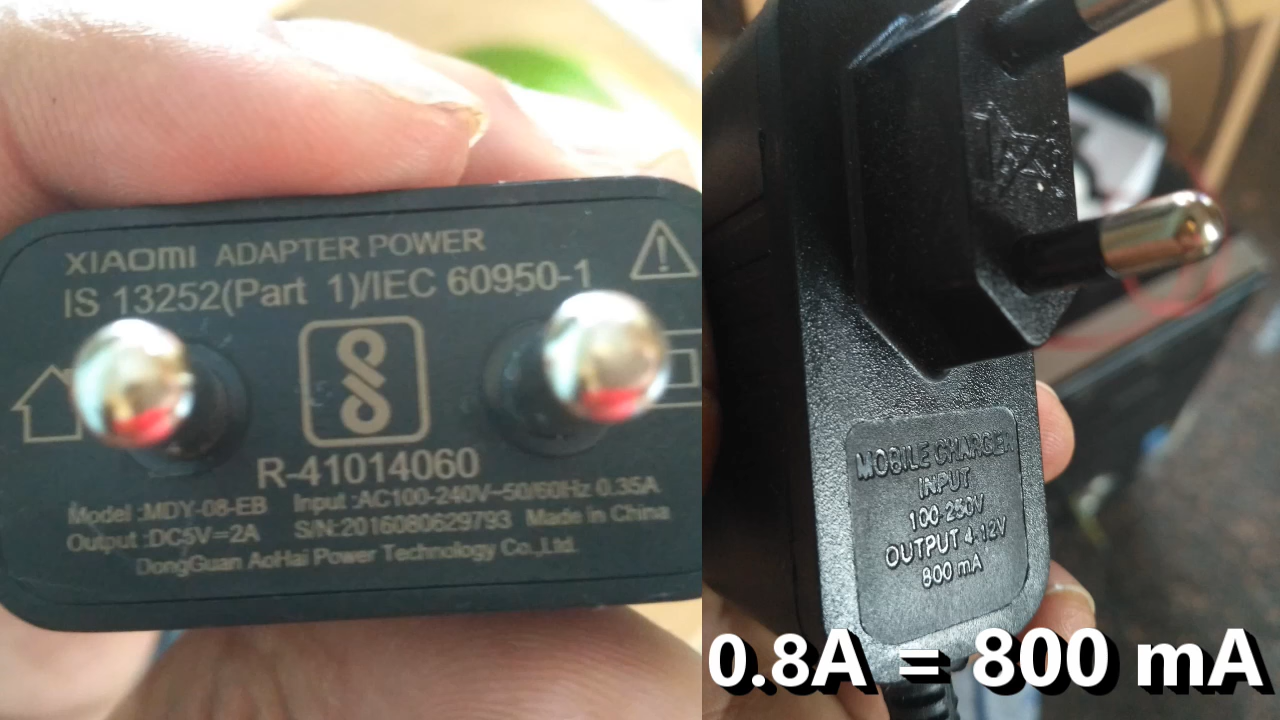 XIAOMI ADAPTER POWER
IS 13252(Part 1)/IEC 60950-1
R-41014060
Model :MDY-08-EB Input :AC100-240V~50/60Hz 0.35A
Output :DC5V⎓2A S/N:2016080629793 Made in China
DongGuan AoHai Power Technology Co.,Ltd.
MOBILE CHARGER
INPUT
100-250V
OUTPUT 4-12V
800 mA
0.8A = 800 mA